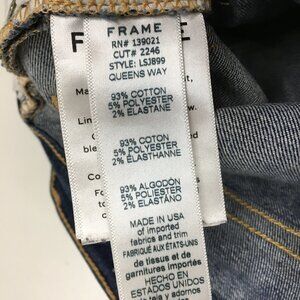 FRAME
RN# 139021
CUT# 2246
STYLE: LSJ899
QUEENS WAY
93% COTTON
5% POLYESTER
2% ELASTANE
93% COTON
5% POLYESTER
2% ELASTHANNE
93% ALGODÓN
5% POLIESTER
2% ELASTANO
MADE IN USA
of imported
fabrics and trim
FABRIQUÉ AUX ÉTATS-UNIS
de tissus et de
garnitures importés
HECHO EN
ESTADOS UNIDOS